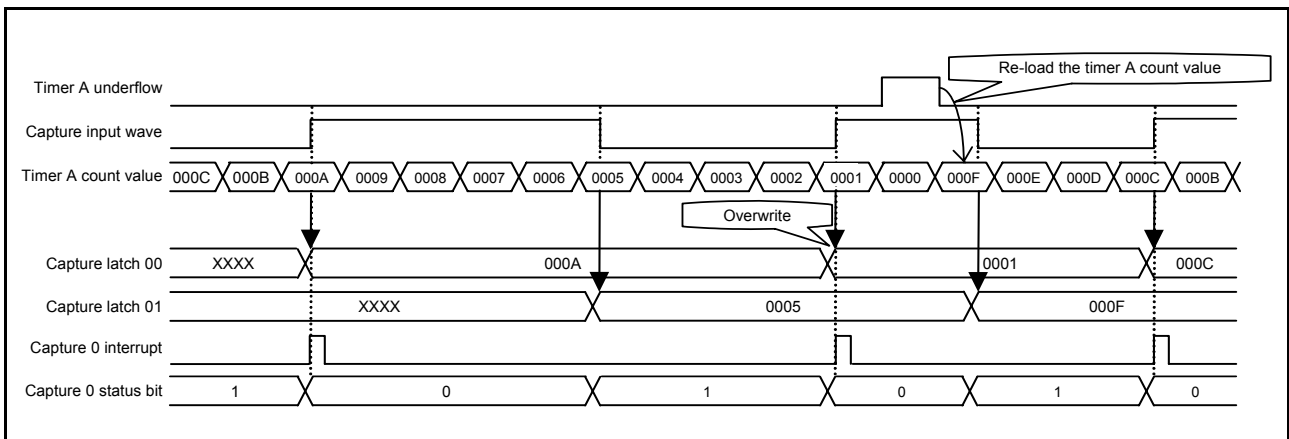 Re-load the timer A count value
Timer A underflow
Capture input wave
Timer A count value 000C 000B 000A 0009 0008 0007 0006 0005 0004 0003 0002 0001 0000 000F 000E 000D 000C 000B
Overwrite
Capture latch 00 XXXX 000A 0001 000C
Capture latch 01 XXXX 0005 000F
Capture 0 interrupt
Capture 0 status bit 1 0 1 0 1 0